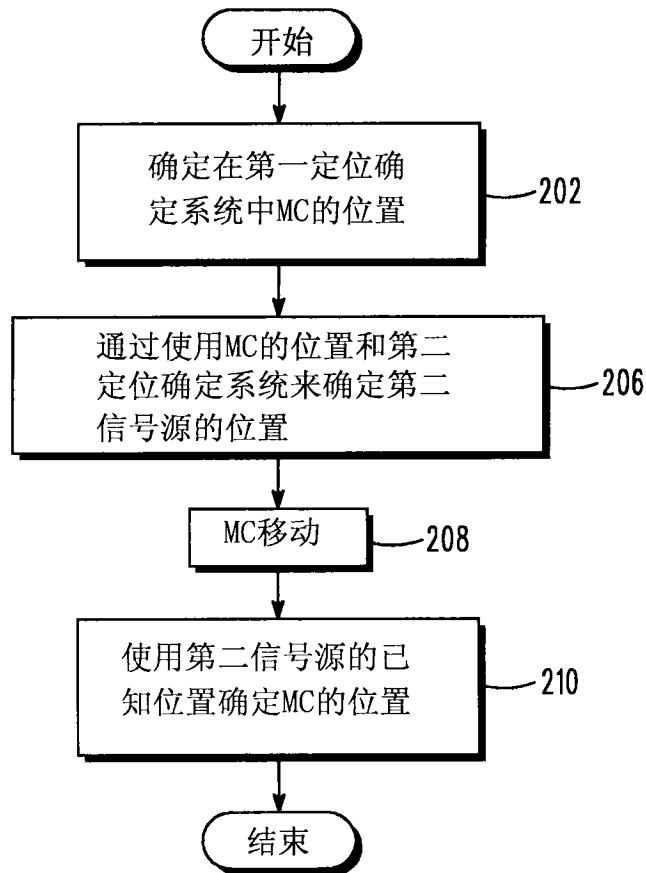 开始
确定在第一定位确
定系统中MC的位置
202
通过使用MC的位置和第二
定位确定系统来确定第二
信号源的位置
206
MC移动
208
使用第二信号源的已
知位置确定MC的位置
210
结束